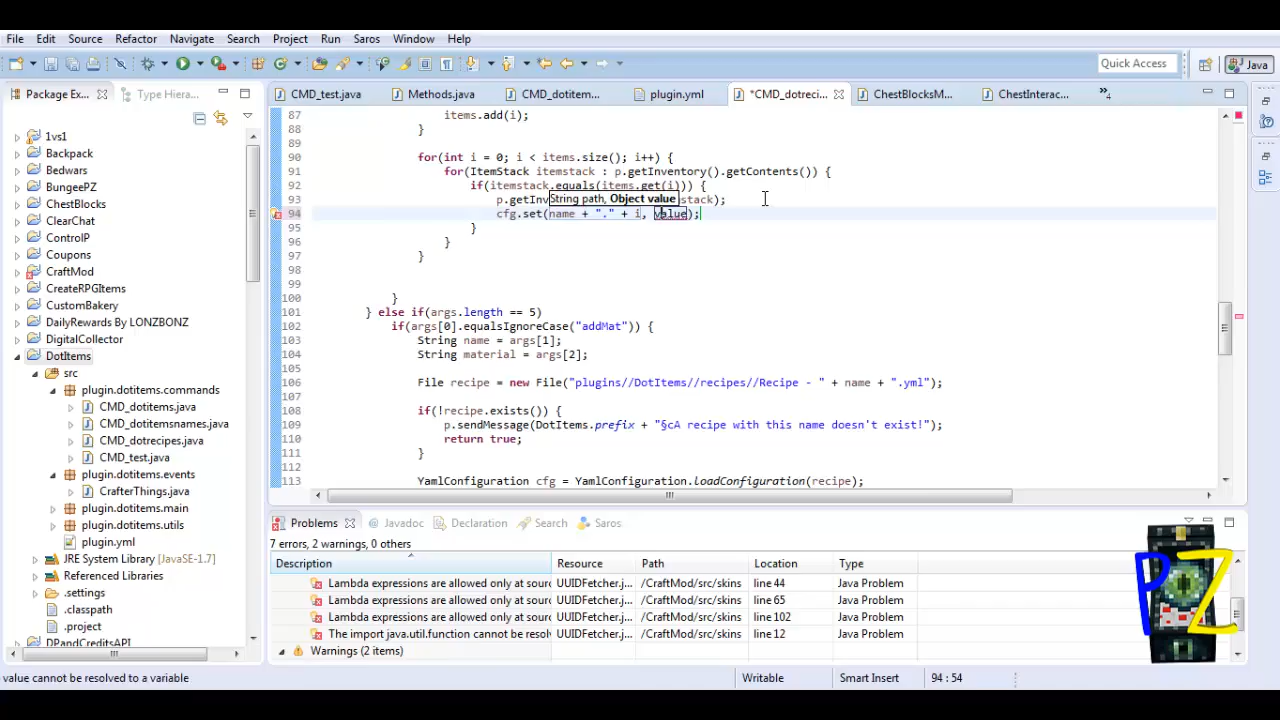 File Edit Source Refactor Navigate Search Project Run Saros Window Help
Quick Access
Java
Package Ex...
Type Hiera...
CMD_test.java
Methods.java
CMD_dotitem...
plugin.yml
*CMD_dotreci...
ChestBlocksM...
ChestInterac...
4
1vs1
Backpack
Bedwars
BungeePZ
ChestBlocks
ClearChat
ControlP
Coupons
CraftMod
CreateRPGItems
CustomBakery
DailyRewards By LONZBONZ
DigitalCollector
DotItems
src
plugin.dotitems.commands
CMD_dotitems.java
CMD_dotitemsnames.java
CMD_dotrecipes.java
CMD_test.java
plugin.dotitems.events
CrafterThings.java
plugin.dotitems.main
plugin.dotitems.utils
plugin.yml
JRE System Library [JavaSE-1.7]
Referenced Libraries
.settings
.classpath
.project
DPandCreditsAPI
87 items.add(i);
88 }
89
90 for(int i = 0; i < items.size(); i++) {
91 for(ItemStack itemstack : p.getInventory().getContents()) {
92 if(itemstack.equals(items.get(i))) {
String path, Object value
93 p.getInv stack);
94 cfg.set(name + "." + i, value);
95 }
96 }
97 }
98
99
100 }
101 } else if(args.length == 5)
102 if(args[0].equalsIgnoreCase("addMat")) {
103 String name = args[1];
104 String material = args[2];
105
106 File recipe = new File("plugins//DotItems//recipes//Recipe - " + name + ".yml");
107
108 if(!recipe.exists()) {
109 p.sendMessage(DotItems.prefix + "§cA recipe with this name doesn't exist!");
110 return true;
111 }
112
113 YamlConfiguration cfg = YamlConfiguration.loadConfiguration(recipe);
Problems
Javadoc
Declaration
Search
Saros
7 errors, 2 warnings, 0 others
Description Resource Path Location Type
Lambda expressions are allowed only at sourc UUIDFetcher.j... /CraftMod/src/skins line 44 Java Problem
Lambda expressions are allowed only at sourc UUIDFetcher.j... /CraftMod/src/skins line 65 Java Problem
Lambda expressions are allowed only at sourc UUIDFetcher.j... /CraftMod/src/skins line 102 Java Problem
The import java.util.function cannot be resolv UUIDFetcher.j... /CraftMod/src/skins line 12 Java Problem
Warnings (2 items)
PZ
value cannot be resolved to a variable
Writable
Smart Insert
94 : 54